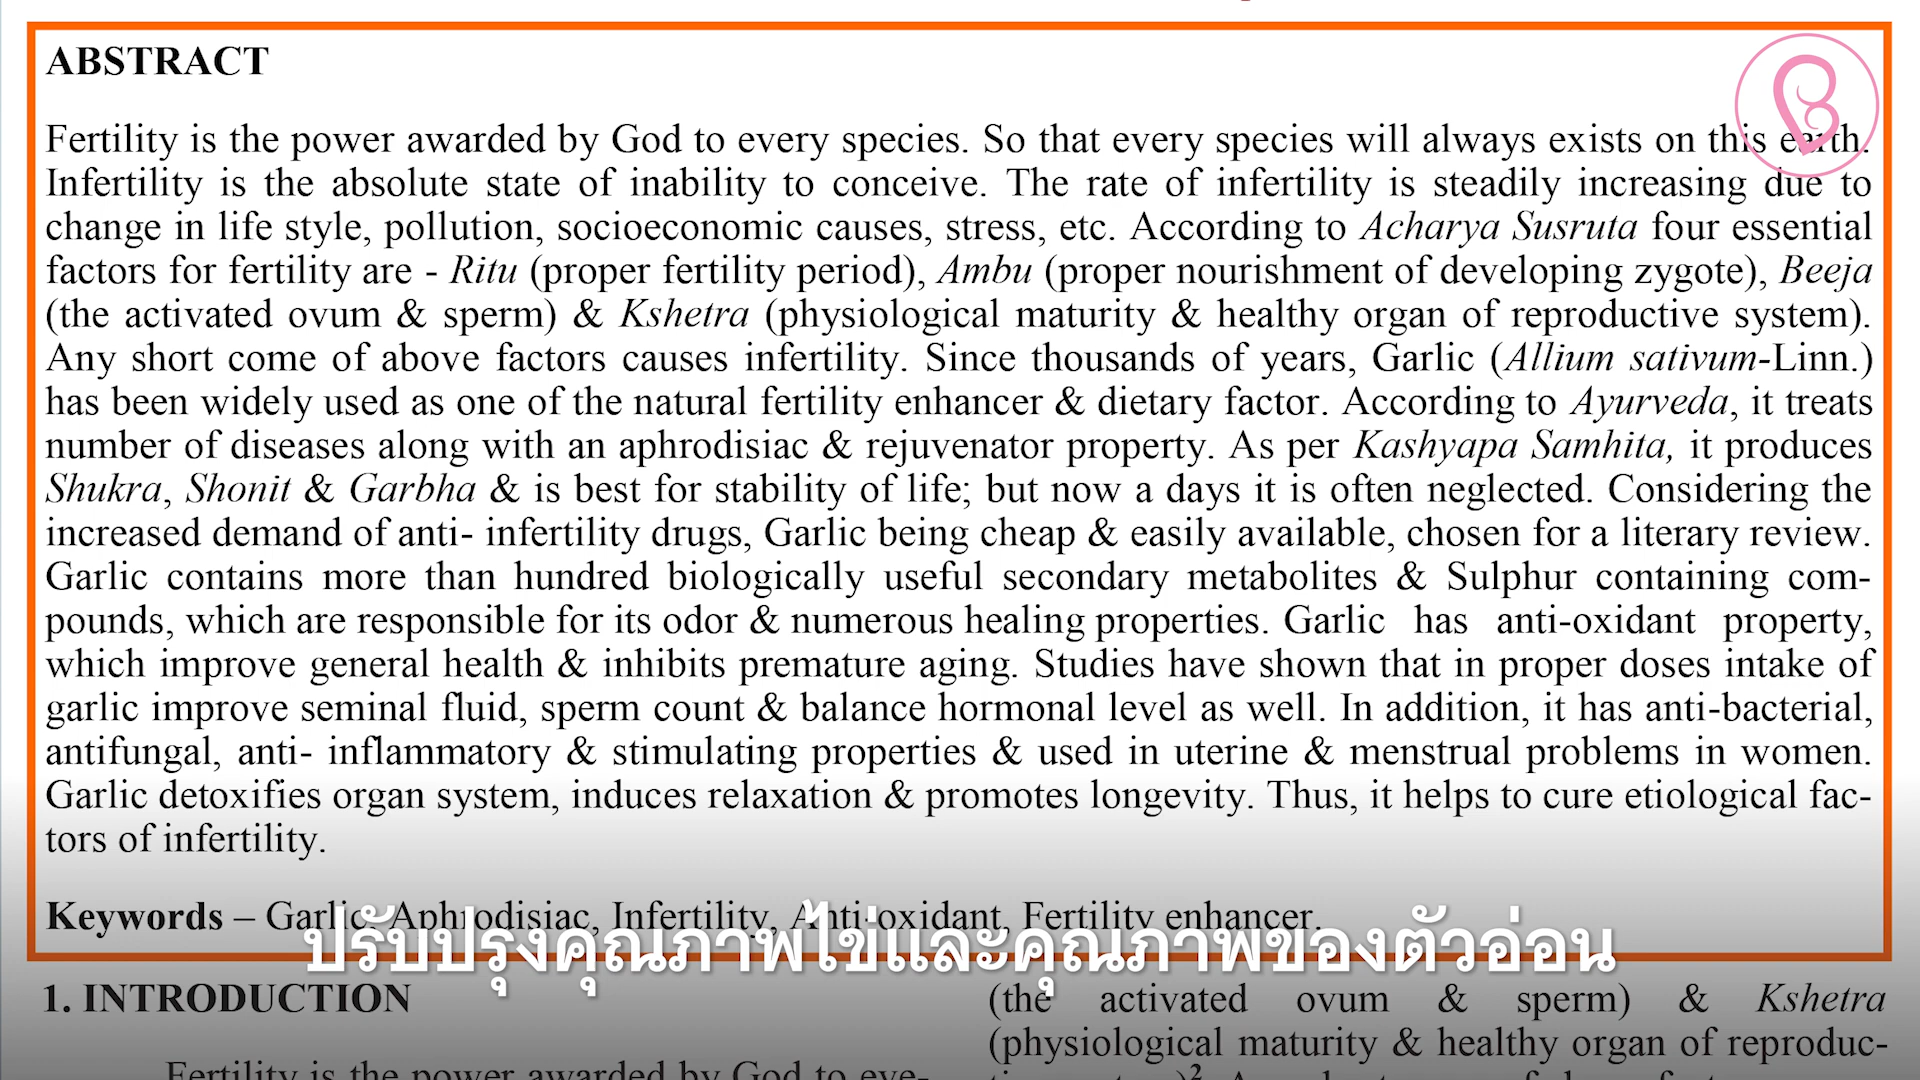 ABSTRACT
Fertility is the power awarded by God to every species. So that every species will always exists on this earth.
Infertility is the absolute state of inability to conceive. The rate of infertility is steadily increasing due to
change in life style, pollution, socioeconomic causes, stress, etc. According to Acharya Susruta four essential
factors for fertility are - Ritu (proper fertility period), Ambu (proper nourishment of developing zygote), Beeja
(the activated ovum & sperm) & Kshetra (physiological maturity & healthy organ of reproductive system).
Any short come of above factors causes infertility. Since thousands of years, Garlic (Allium sativum-Linn.)
has been widely used as one of the natural fertility enhancer & dietary factor. According to Ayurveda, it treats
number of diseases along with an aphrodisiac & rejuvenator property. As per Kashyapa Samhita, it produces
Shukra, Shonit & Garbha & is best for stability of life; but now a days it is often neglected. Considering the
increased demand of anti- infertility drugs, Garlic being cheap & easily available, chosen for a literary review.
Garlic contains more than hundred biologically useful secondary metabolites & Sulphur containing com-
pounds, which are responsible for its odor & numerous healing properties. Garlic has anti-oxidant property,
which improve general health & inhibits premature aging. Studies have shown that in proper doses intake of
garlic improve seminal fluid, sperm count & balance hormonal level as well. In addition, it has anti-bacterial,
antifungal, anti- inflammatory & stimulating properties & used in uterine & menstrual problems in women.
Garlic detoxifies organ system, induces relaxation & promotes longevity. Thus, it helps to cure etiological fac-
tors of infertility.
Keywords – Garlic, Aphrodisiac, Infertility, Anti-oxidant, Fertility enhancer.
ปรับปรุงคุณภาพไข่และคุณภาพของตัวอ่อน
1. INTRODUCTION
Fertility is the power awarded by God to eve-
(the activated ovum & sperm) & Kshetra
(physiological maturity & healthy organ of reproduc-